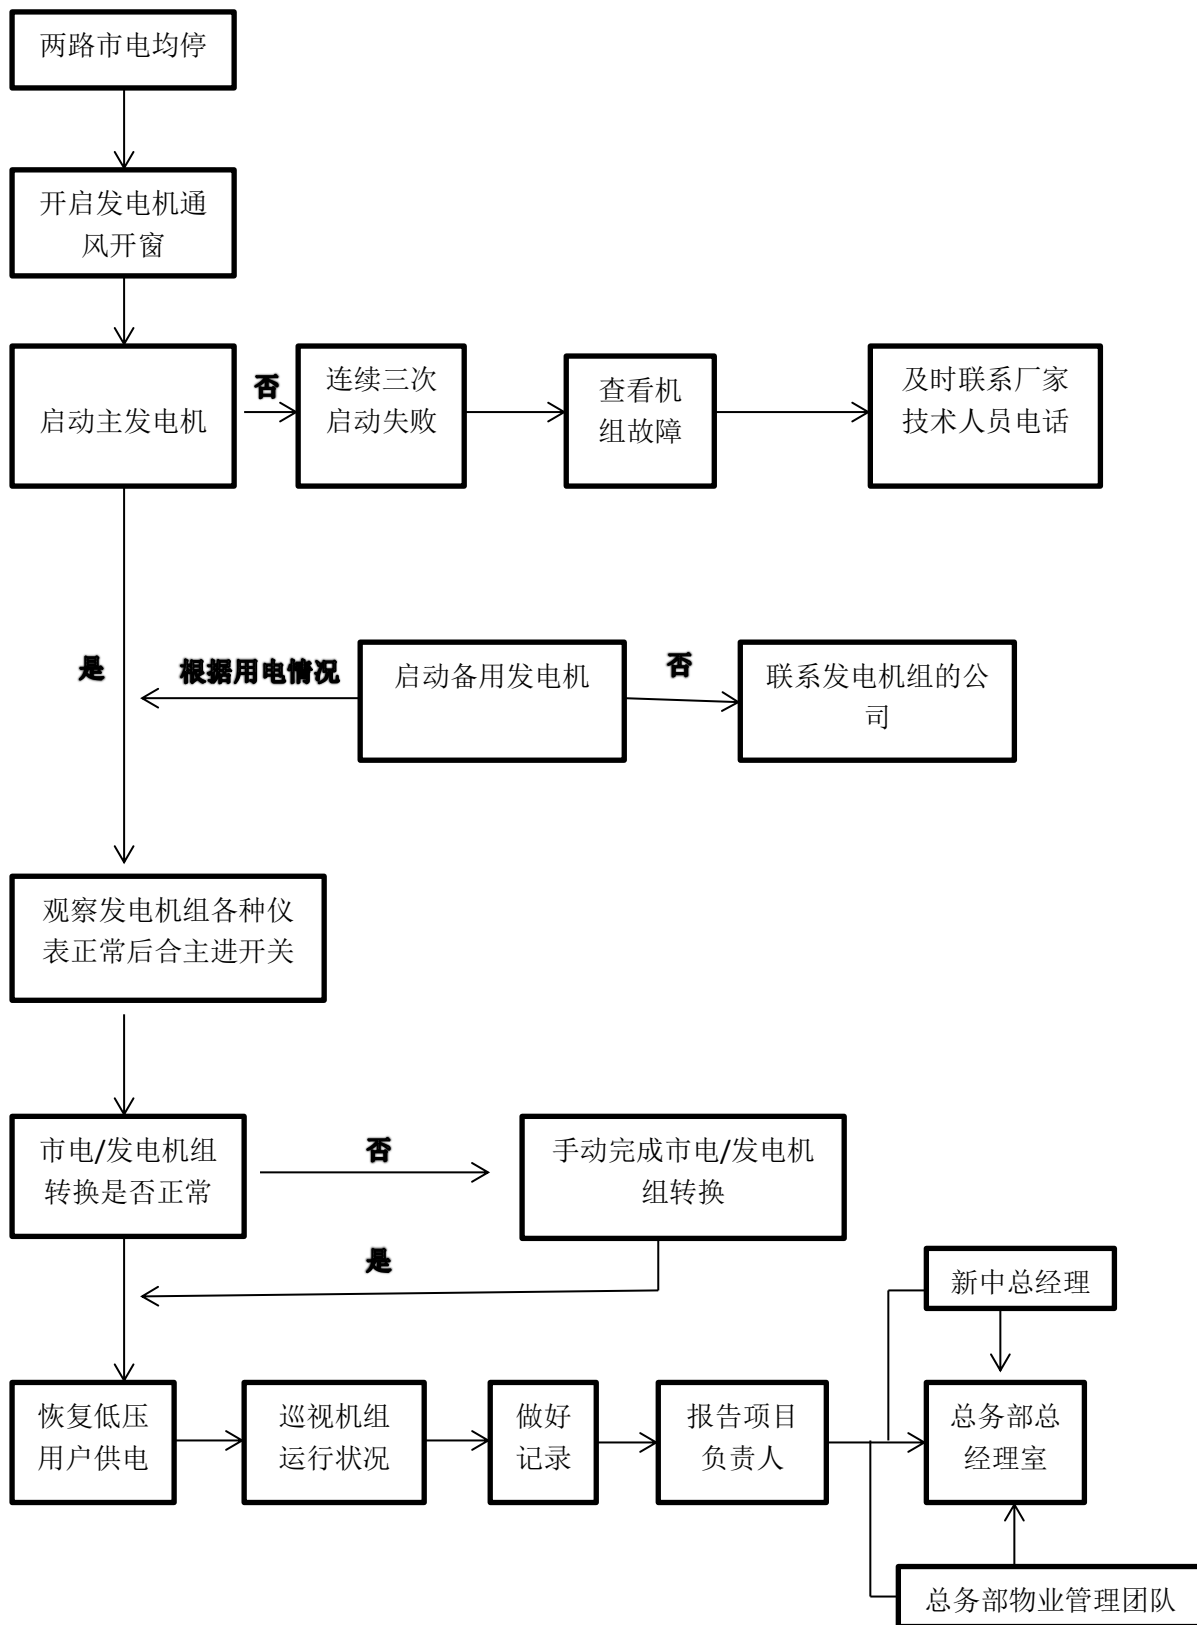 两路市电均停
开启发电机通
风开窗
启动主发电机
否
连续三次
启动失败
查看机
组故障
及时联系厂家
技术人员电话
是
根据用电情况
启动备用发电机
否
联系发电机组的公
司
观察发电机组各种仪
表正常后合主进开关
市电/发电机组
转换是否正常
否
手动完成市电/发电机
组转换
是
新中总经理
恢复低压
用户供电
巡视机组
运行状况
做好
记录
报告项目
负责人
总务部总
经理室
总务部物业管理团队